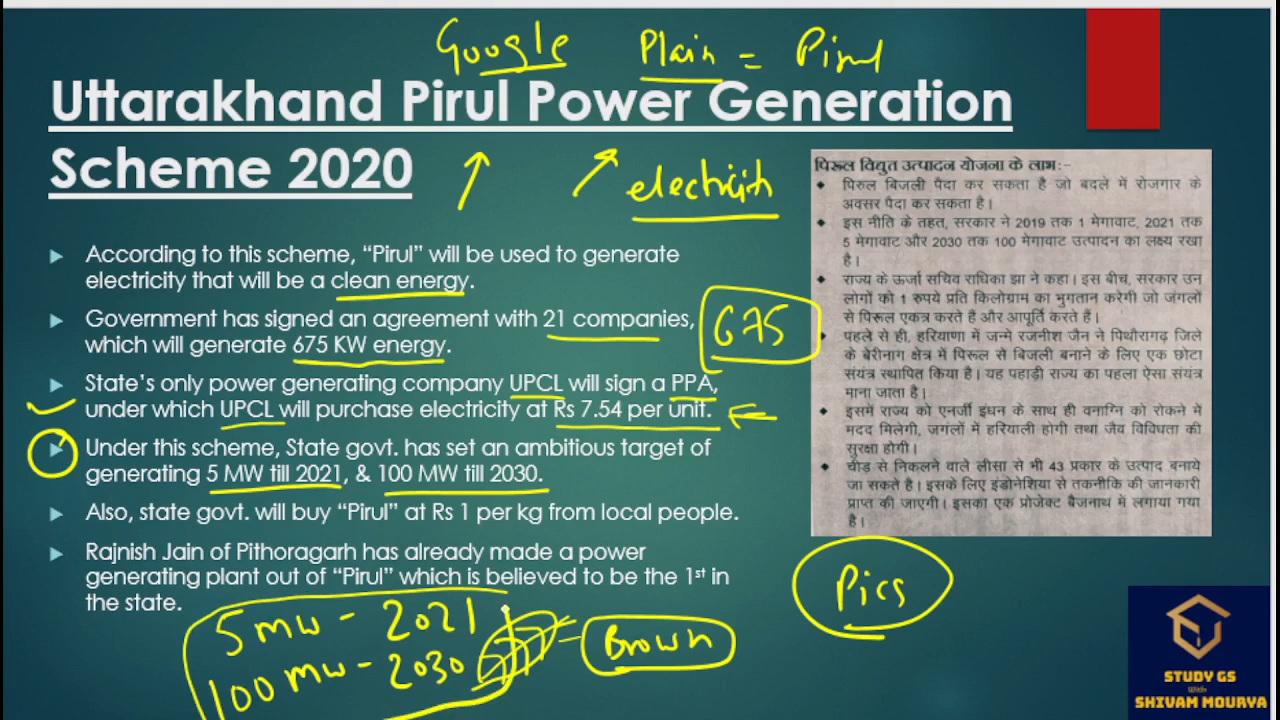 Google Plain = Pirul
Uttarakhand Pirul Power Generation
Scheme 2020
electricity
According to this scheme, “Pirul” will be used to generate
electricity that will be a clean energy.
Government has signed an agreement with 21 companies,
which will generate 675 KW energy.
675
State’s only power generating company UPCL will sign a PPA,
under which UPCL will purchase electricity at Rs 7.54 per unit.
Under this scheme, State govt. has set an ambitious target of
generating 5 MW till 2021, & 100 MW till 2030.
Also, state govt. will buy “Pirul” at Rs 1 per kg from local people.
Rajnish Jain of Pithoragarh has already made a power
generating plant out of “Pirul” which is believed to be the 1st in
the state.
5 MW - 2021
100 MW - 2030
Brown
पिरूल विद्युत उत्पादन योजना के लाभ:-
पिरुल बिजली पैदा कर सकता है जो बदले में रोजगार के
अवसर पैदा कर सकता है।
इस नीति के तहत, सरकार ने 2019 तक 1 मेगावाट, 2021 तक
5 मेगावाट और 2030 तक 100 मेगावाट उत्पादन का लक्ष्य रखा
है।
राज्य के ऊर्जा सचिव राधिका झा ने कहा। इस बीच, सरकार उन
लोगों को 1 रुपये प्रति किलोग्राम का भुगतान करेगी जो जंगलों
से पिरूल एकत्र करते हैं और आपूर्ति करते हैं।
पहले से ही, हरियाणा में जन्मे रजनीश जैन ने पिथौरागढ़ जिले
के बेरीनाग क्षेत्र में पिरूल से बिजली बनाने के लिए एक छोटा
संयंत्र स्थापित किया है। यह पहाड़ी राज्य का पहला ऐसा संयंत्र
माना जाता है।
इसमें राज्य को एनर्जी इंधन के साथ ही वनाग्नि को रोकने में
मदद मिलेगी, जगंलों में हरियाली होगी तथा जैव विविधता की
सुरक्षा होगी।
चीड़ से निकलने वाले लीसा से भी 43 प्रकार के उत्पाद बनाये
जा सकते है। इसके लिए इंडोनेशिया से तकनीकि की जानकारी
प्राप्त की जाएगी। इसका एक प्रोजेक्ट बैजनाथ में लगाया गया
है।
Pics
STUDY GS
With
SHIVAM MOURYA